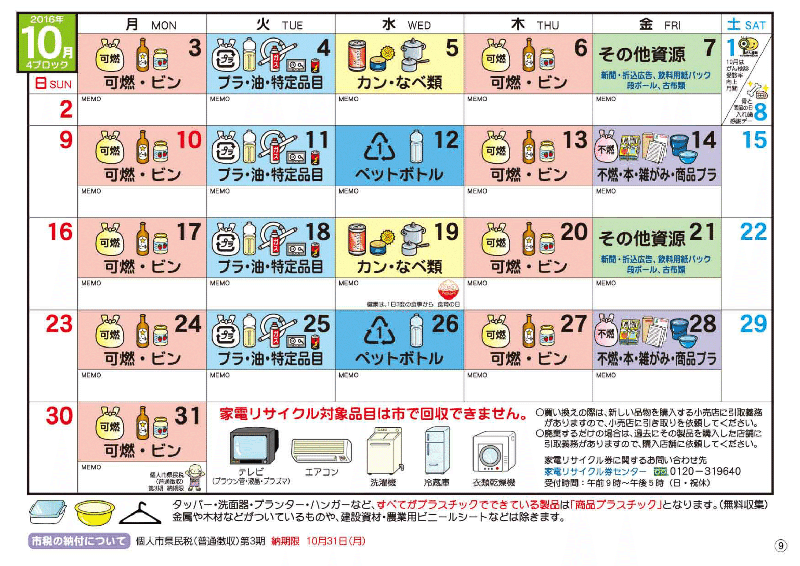 2016年
10月
4ブロック
日 SUN
月 MON
火 TUE
水 WED
木 THU
金 FRI
土 SAT
可燃 3
可燃・ビン
MEMO
プラ 4
プラ・油・特定品目
MEMO
5
カン・なべ類
MEMO
可燃 6
可燃・ビン
MEMO
その他資源 7
新聞・折込広告、飲料用紙パック
段ボール、古布類
MEMO
1
10月は
がん検診
受診率
向上
月間
2
8
9
可燃 10
可燃・ビン
MEMO
プラ 11
プラ・油・特定品目
MEMO
1 12
ペットボトル
MEMO
可燃 13
可燃・ビン
MEMO
不燃 14
不燃・本・雑がみ・商品プラ
MEMO
15
16
可燃 17
可燃・ビン
MEMO
プラ 18
プラ・油・特定品目
MEMO
19
カン・なべ類
MEMO
健康は、1日3度の食事から 食育の日
可燃 20
可燃・ビン
MEMO
その他資源 21
新聞・折込広告、飲料用紙パック
段ボール、古布類
MEMO
22
23
可燃 24
可燃・ビン
MEMO
プラ 25
プラ・油・特定品目
MEMO
1 26
ペットボトル
MEMO
可燃 27
可燃・ビン
MEMO
不燃 28
不燃・本・雑がみ・商品プラ
MEMO
29
30
可燃 31
可燃・ビン
MEMO
個人市県民税
(普通徴収)
第3期 納期限
家電リサイクル対象品目は市で回収できません。
テレビ
(ブラウン管・液晶・プラズマ)
エアコン
洗濯機
冷蔵庫
衣類乾燥機
○買い換えの際は、新しい品物を購入する小売店に引取義務
がありますので、小売店に引き取りを依頼してください。
○廃棄するだけの場合は、過去にその製品を購入した店舗に
引取義務がありますので、購入店舗に依頼してください。
家電リサイクル券に関するお問い合わせ先
家電リサイクル券センター 0120－319640
受付時間：午前9時～午後5時（日・祝休）
タッパー・洗面器・プランター・ハンガーなど、すべてがプラスチックでできている製品は「商品プラスチック」となります。（無料収集）
金属や木材などがついているものや、建設資材・農業用ビニールシートなどは除きます。
市税の納付について 個人市県民税（普通徴収）第3期 納期限 10月31日（月）
9